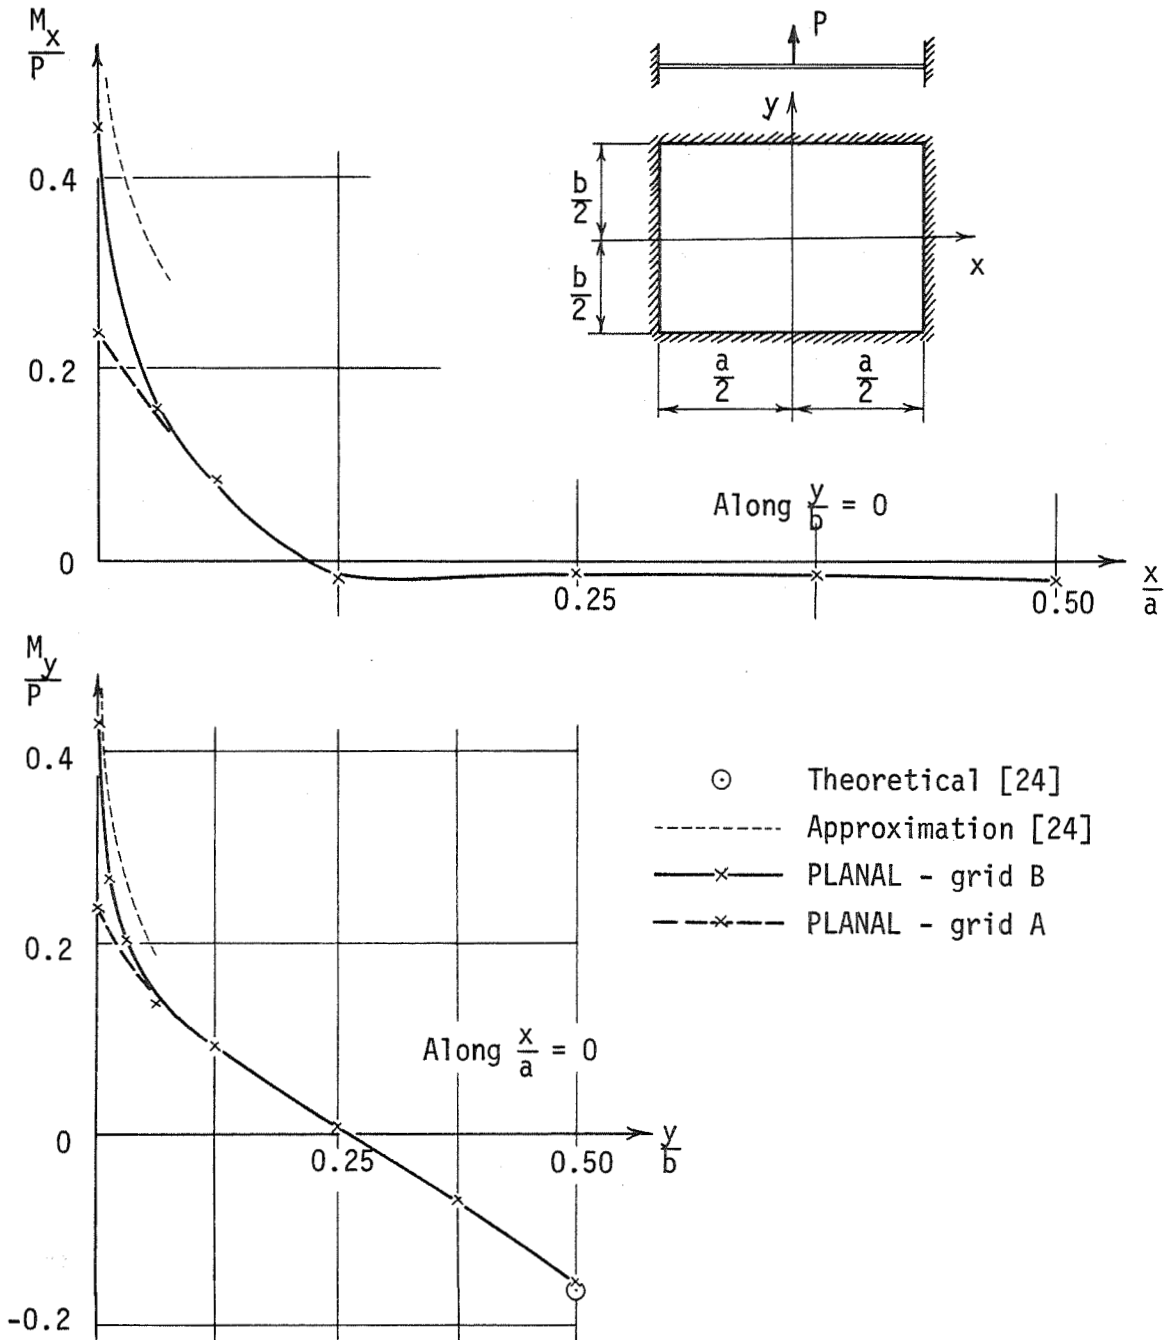 M_x
P
0.4
0.2
0
P
y
x
b
2
b
2
a
2
a
2
Along y/b = 0
0.25
0.50
x
a
M_y
P
0.4
0.2
0
-0.2
Along x/a = 0
0.25
0.50
y
b
Theoretical [24]
Approximation [24]
PLANAL - grid B
PLANAL - grid A